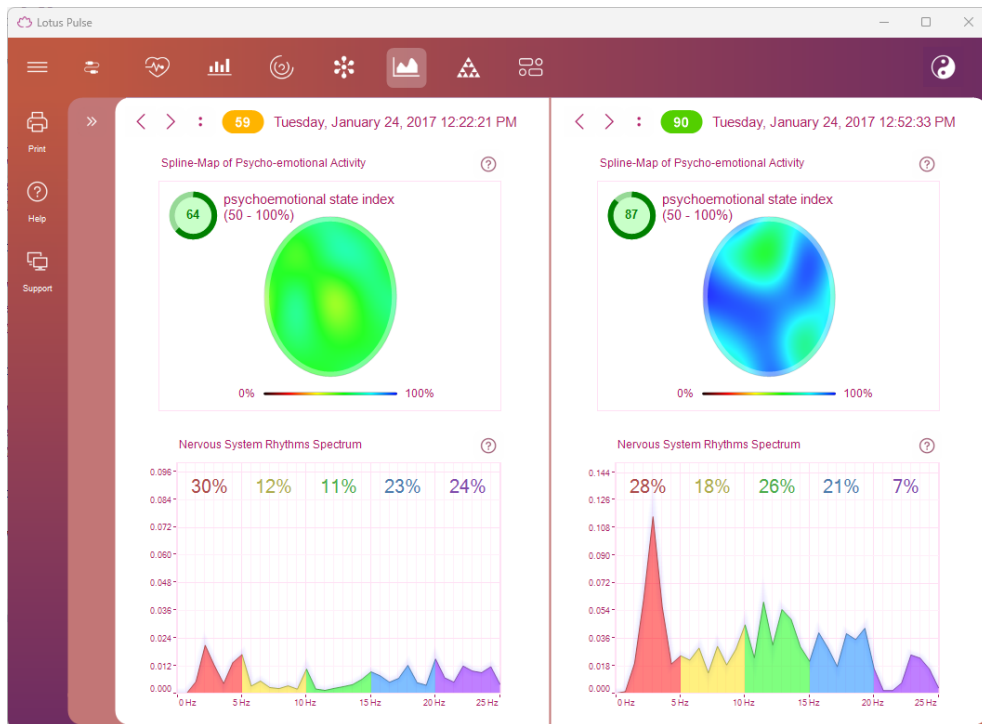 Lotus Pulse
Print
Help
Support
59 Tuesday, January 24, 2017 12:22:21 PM
Spline-Map of Psycho-emotional Activity ?
64
psychoemotional state index
(50 - 100%)
0% 100%
Nervous System Rhythms Spectrum ?
30% 12% 11% 23% 24%
0.096
0.084
0.072
0.060
0.048
0.036
0.024
0.012
0.000
0 Hz 5 Hz 10 Hz 15 Hz 20 Hz 25 Hz
90 Tuesday, January 24, 2017 12:52:33 PM
Spline-Map of Psycho-emotional Activity ?
87
psychoemotional state index
(50 - 100%)
0% 100%
Nervous System Rhythms Spectrum ?
28% 18% 26% 21% 7%
0.144
0.126
0.108
0.090
0.072
0.054
0.036
0.018
0.000
0 Hz 5 Hz 10 Hz 15 Hz 20 Hz 25 Hz